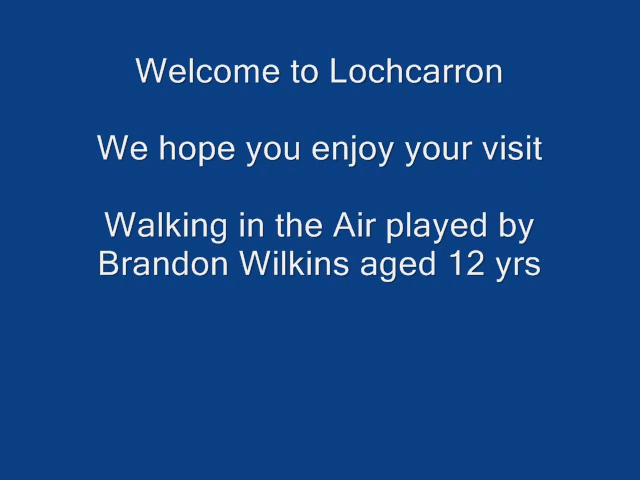 Welcome to Lochcarron
We hope you enjoy your visit
Walking in the Air played by
Brandon Wilkins aged 12 yrs